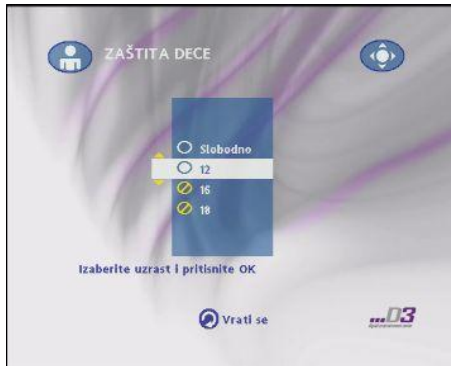 ZAŠTITA DECE
Slobodno
12
16
18
Izaberite uzrast i pritisnite OK
Vrati se
...D3